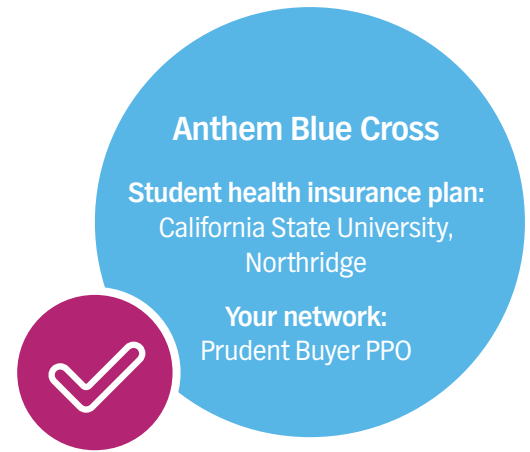 Anthem Blue Cross
Student health insurance plan:
California State University,
Northridge
Your network:
Prudent Buyer PPO